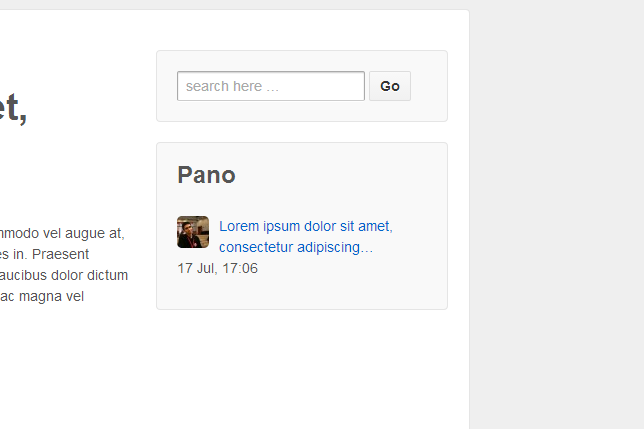 et,
mmodo vel augue at,
es in. Praesent
aucibus dolor dictum
ac magna vel
search here …
Go
Pano
Lorem ipsum dolor sit amet,
consectetur adipiscing…
17 Jul, 17:06